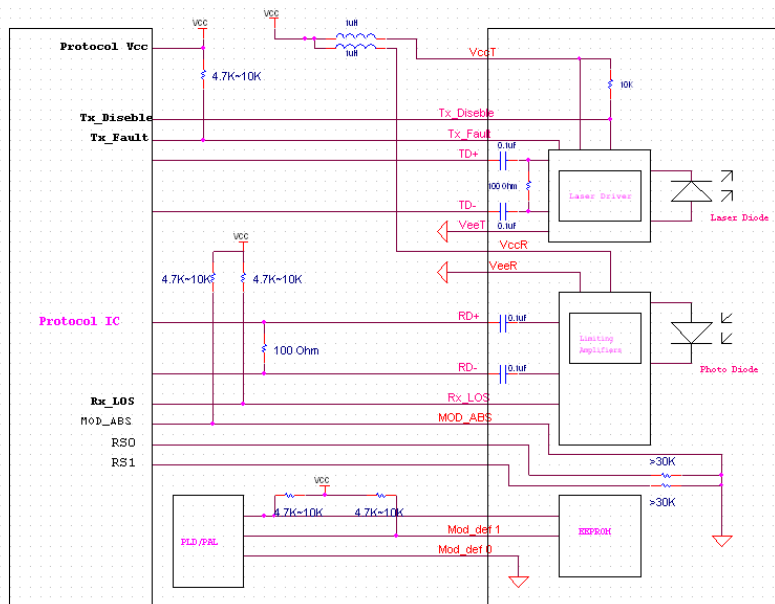 Vcc
Vcc
1uH
1uH
Protocol Vcc
4.7K~10K
VccT
10K
Tx_Diseble
Tx_Diseble
Tx_Fault
Tx_Fault
TD+
0.1uf
100 Ohm
Laser Driver
TD-
0.1uf
Laser Diode
VeeT
VccR
Vcc
VeeR
4.7K~10K
4.7K~10K
Protocol IC
RD+
0.1uf
100 Ohm
Limiting
Amplifiers
RD-
0.1uf
Photo Diode
Rx_LOS
Rx_LOS
MOD_ABS
MOD_ABS
RS0
RS1
>30K
>30K
Vcc
4.7K~10K
4.7K~10K
PLD/PAL
Mod_def 1
EEPROM
Mod_def 0